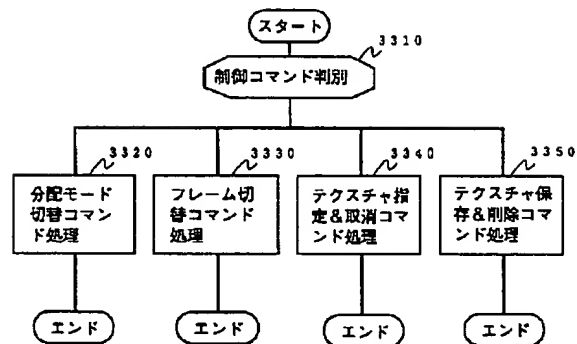 スタート
3310
制御コマンド判別
3320
3330
3340
3350
分配モード
切替コマン
ド処理
フレーム切
替コマンド
処理
テクスチャ指
定&取消コマ
ンド処理
テクスチャ保
存&削除コマ
ンド処理
エンド
エンド
エンド
エンド